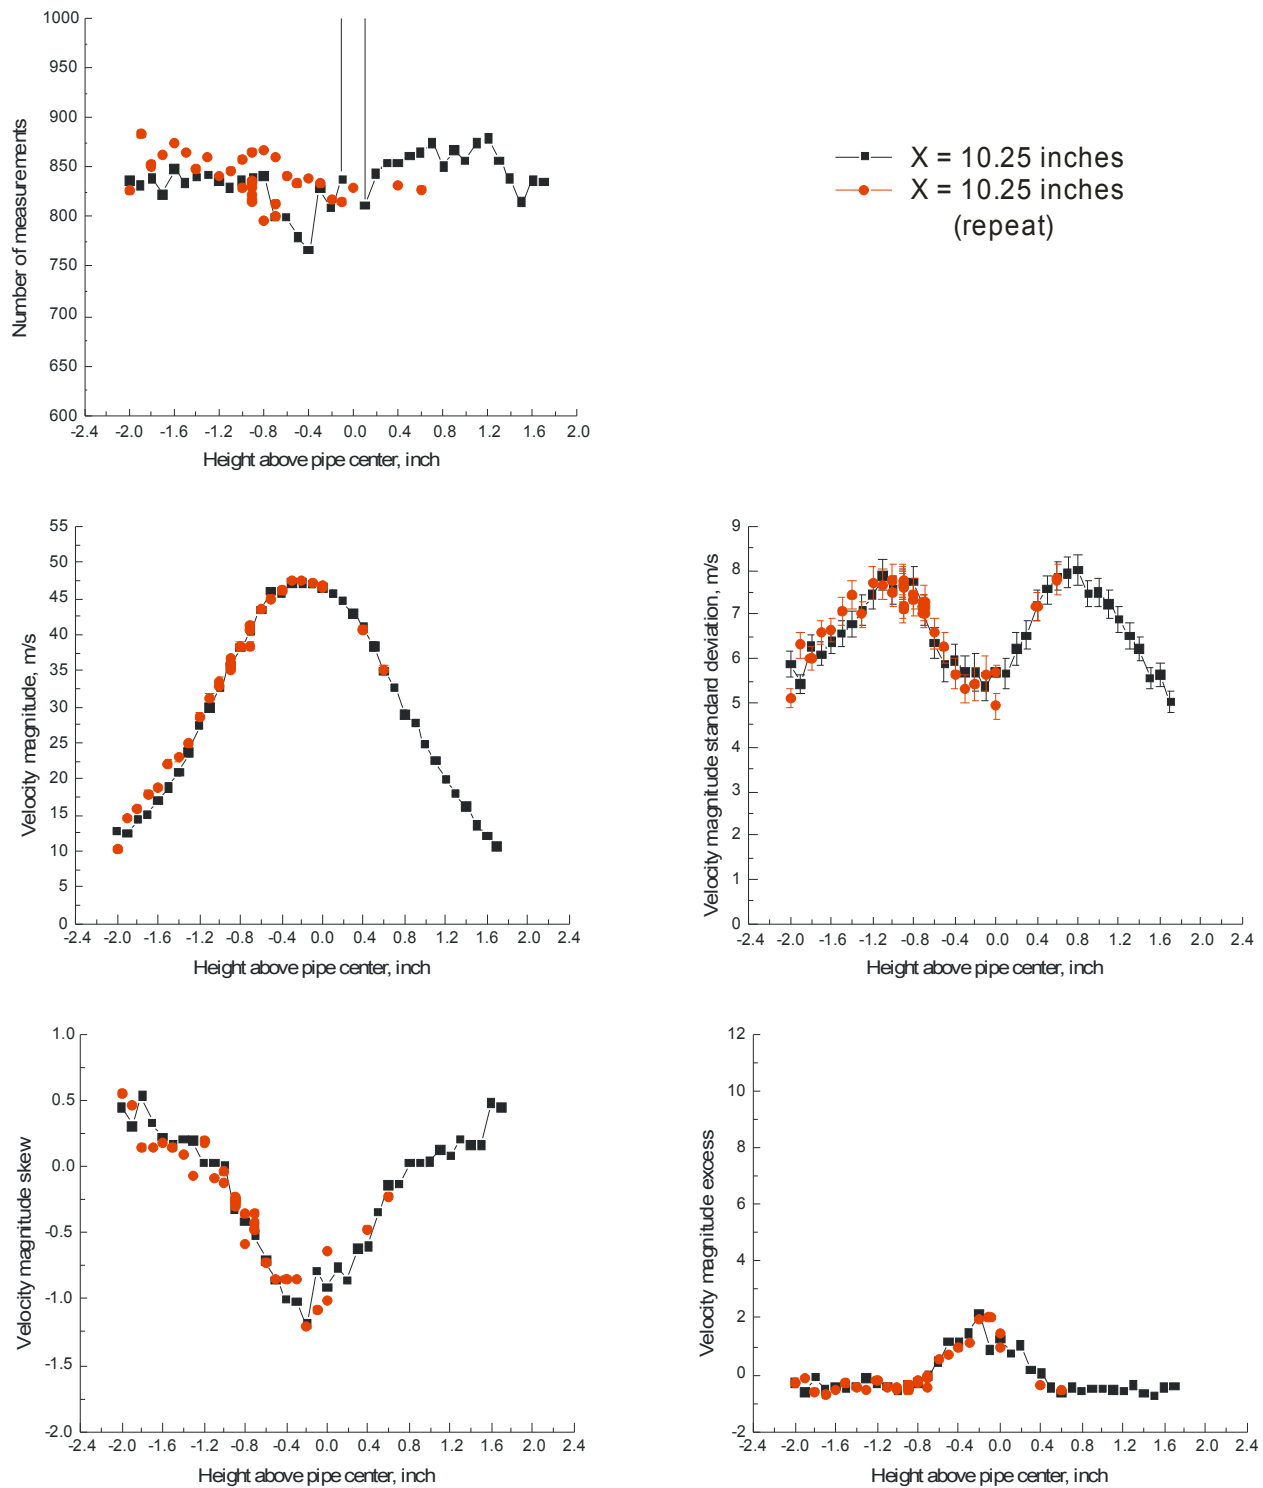 1000
950
900
850
800
750
700
650
600
Number of measurements
-2.4 -2.0 -1.6 -1.2 -0.8 -0.4 0.0 0.4 0.8 1.2 1.6 2.0
Height above pipe center, inch
X = 10.25 inches
X = 10.25 inches
(repeat)
55
50
45
40
35
30
25
20
15
10
5
0
Velocity magnitude, m/s
-2.4 -2.0 -1.6 -1.2 -0.8 -0.4 0.0 0.4 0.8 1.2 1.6 2.0 2.4
Height above pipe center, inch
9
8
7
6
5
4
3
2
1
0
Velocity magnitude standard deviation, m/s
-2.4 -2.0 -1.6 -1.2 -0.8 -0.4 0.0 0.4 0.8 1.2 1.6 2.0 2.4
Height above pipe center, inch
1.0
0.5
0.0
-0.5
-1.0
-1.5
-2.0
Velocity magnitude skew
-2.4 -2.0 -1.6 -1.2 -0.8 -0.4 0.0 0.4 0.8 1.2 1.6 2.0 2.4
Height above pipe center, inch
12
10
8
6
4
2
0
-2
Velocity magnitude excess
-2.4 -2.0 -1.6 -1.2 -0.8 -0.4 0.0 0.4 0.8 1.2 1.6 2.0 2.4
Height above pipe center, inch